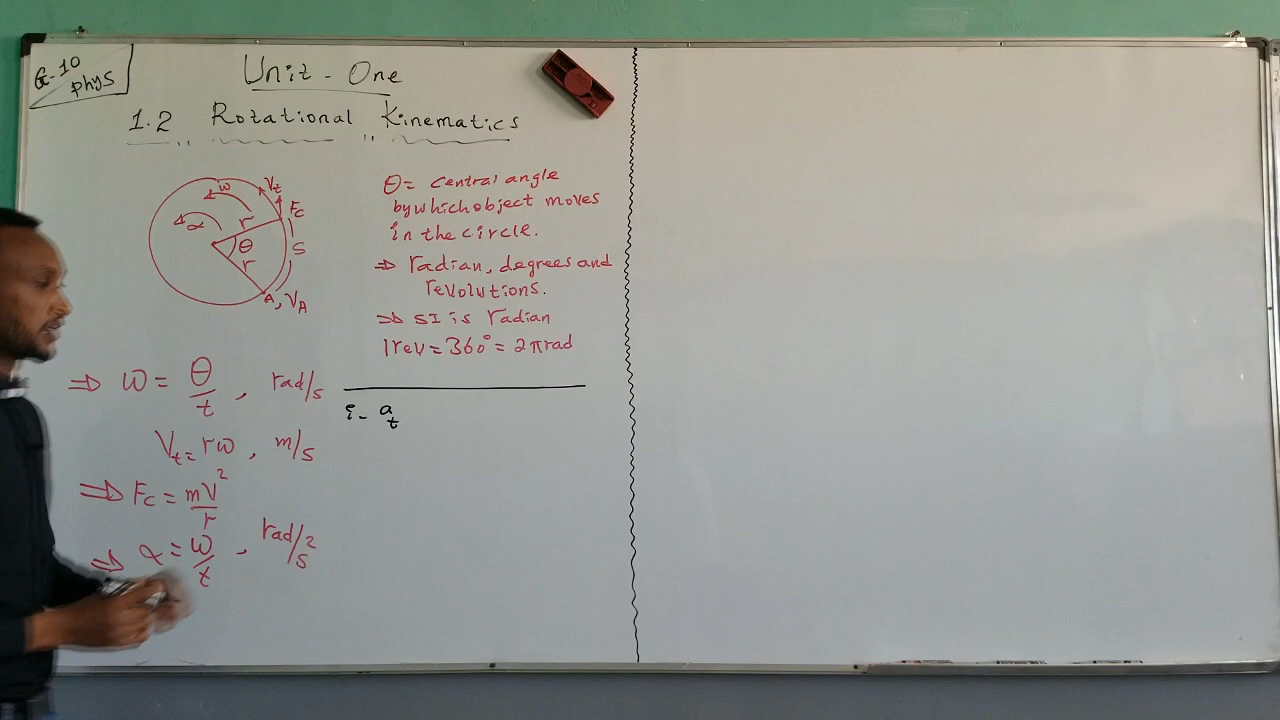 G-10
phys
Unit - One
1.2 Rotational Kinematics
ω
Vt
Fc
α
r
θ
S
r
A, VA
θ= central angle
by which object moves
in the circle.
⇒ radian, degrees and
revolutions.
⇒ SI is radian
1rev = 360° = 2πrad
⇒ ω = θ/t , rad/s
Vt = rω , m/s
⇒ Fc = mV²/r
⇒ α = ω/t , rad/s²
i- at